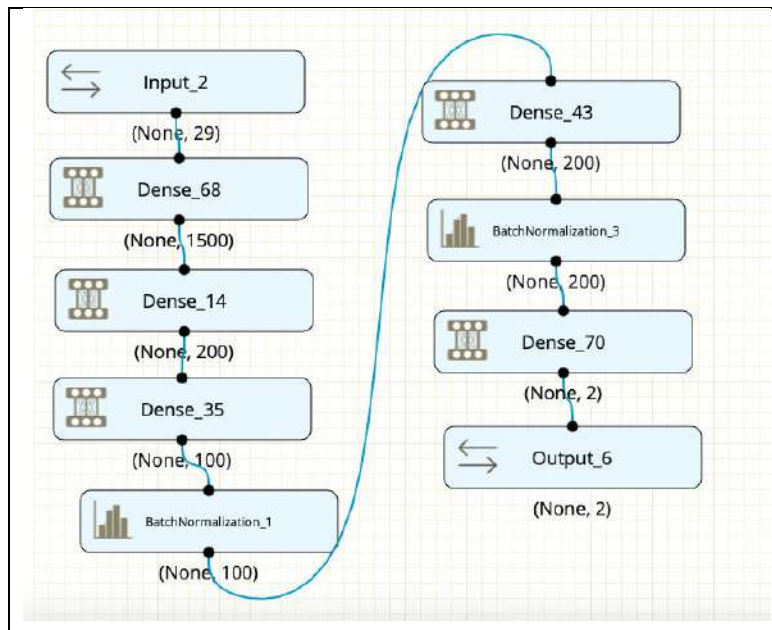 Input_2
(None, 29)
Dense_68
(None, 1500)
Dense_14
(None, 200)
Dense_35
(None, 100)
BatchNormalization_1
(None, 100)
Dense_43
(None, 200)
BatchNormalization_3
(None, 200)
Dense_70
(None, 2)
Output_6
(None, 2)